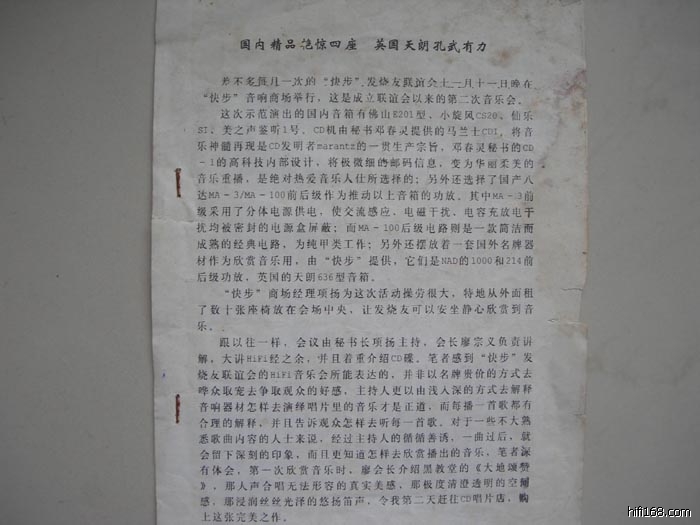 国内精品艳惊四座 英国天朗孔武有力
差不多每月一次的“快步”发烧友联谊会十一月十一日晚在
“快步”音响商场举行，这是成立联谊会以来的第二次音乐会。
这次示范演出的国内音箱有佛山E201型、小旋风CS20、仙乐
SI、美之声鉴听1号。CD机由秘书邓春灵提供的马兰士CDI，将音
乐神髓再现是CD发明者marantz的一贯生产宗旨，邓春灵秘书的CD
-1的高科技内部设计，将极微细的邮码信息，变为华丽柔美的
音乐重播，是绝对热爱音乐人仕所选择的；另外还选择了国产八
达MA-3/MA-100前后级作为推动以上音箱的功放。其中MA-3前
级采用了分体电源供电，使交流感应、电磁干扰、电容充放电干
扰均被密封的电源盒屏蔽；而MA-100后级电路则是一款简洁而
成熟的经典电路，为纯甲类工作；另外还摆放着一套国外名牌器
材作为欣赏音乐用，由“快步”提供，它们是NAD的1000和214前
后级功放，英国的天朗636型音箱。
“快步”商场经理项扬为这次活动操劳很大，特地从外面租
了数十张座椅放在会场中央，让发烧友可以安坐静心欣赏到音
乐。
跟以往一样，会议由秘书长项扬主持，会长廖宗义负责讲
解，大讲HiFi经之余，并且着重介绍CD碟。笔者感到“快步”发
烧友联谊会的HiFi音乐会所能表达的，并非以名牌贵价的方式去
哗众取宠去争取观众的好感，主持人更以由浅入深的方式去解释
音响器材怎样去演绎唱片里的音乐才是正道，而每播一首歌都有
合理的解释，并且告诉观众怎样去听每一首歌。对于一些不大熟
悉歌曲内容的人士来说，经过主持人的循循善诱，一曲过后，就
会留下深刻的印象，而且更知道怎样去欣赏播出的音乐，笔者深
有体会，第一次欣赏音乐时，廖会长介绍黑教堂的《大地颂赞
》，那人声合唱无法形容的真实美感，那极度清澄透明的空间
感，那浸润丝丝光泽的悠扬笛声，令我第二天赶往CD唱片店，购
上这张完美之作。
hifi168.com